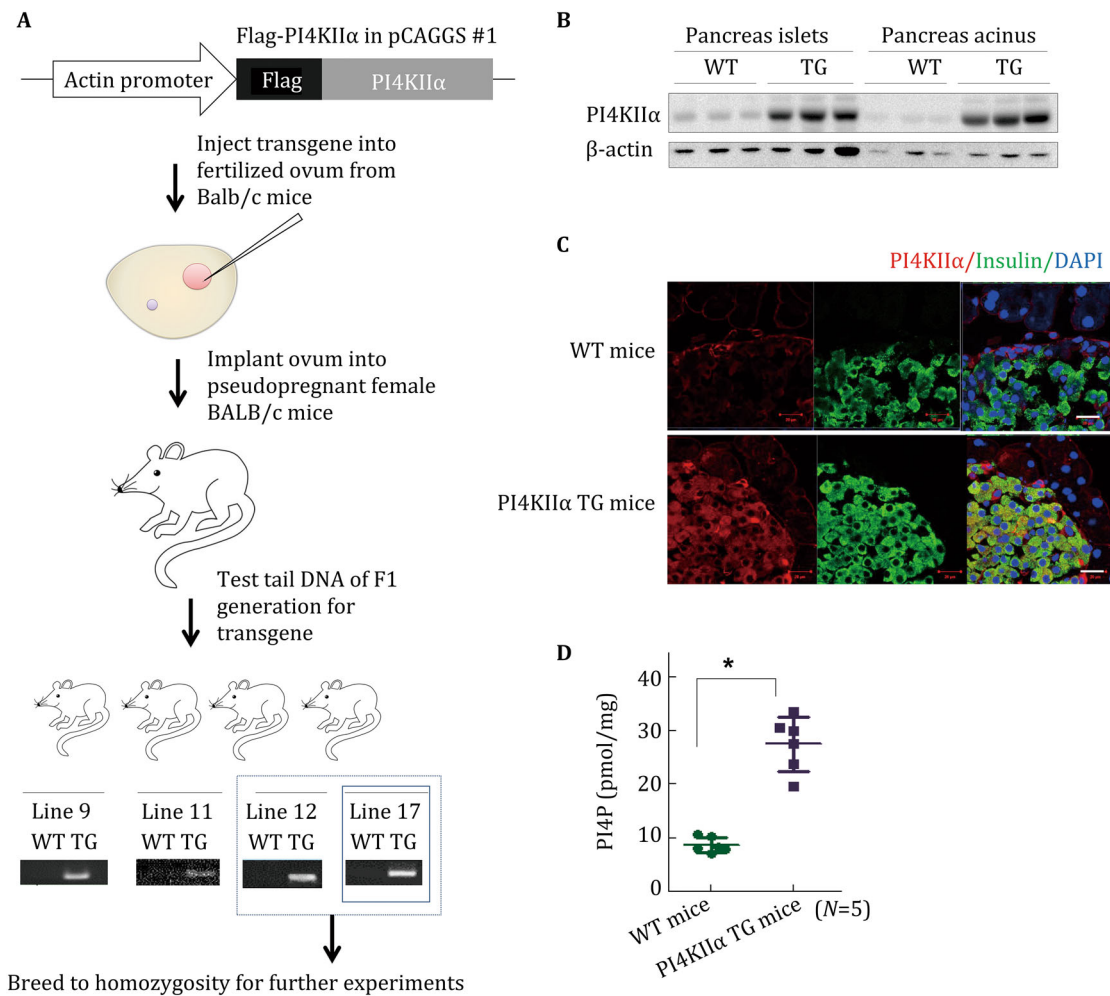 A
Flag-PI4KIIα in pCAGGS #1
Actin promoter
Flag
PI4KIIα
Inject transgene into
fertilized ovum from
Balb/c mice
Implant ovum into
pseudopregnant female
BALB/c mice
Test tail DNA of F1
generation for
transgene
Line 9
Line 11
Line 12
Line 17
WT TG
WT TG
WT TG
WT TG
Breed to homozygosity for further experiments
B
Pancreas islets
Pancreas acinus
WT
TG
WT
TG
PI4KIIα
β-actin
C
PI4KIIα/Insulin/DAPI
WT mice
PI4KIIα TG mice
D
*
40
30
20
10
0
PI4P (pmol/mg)
WT mice
PI4KIIα TG mice
(N=5)